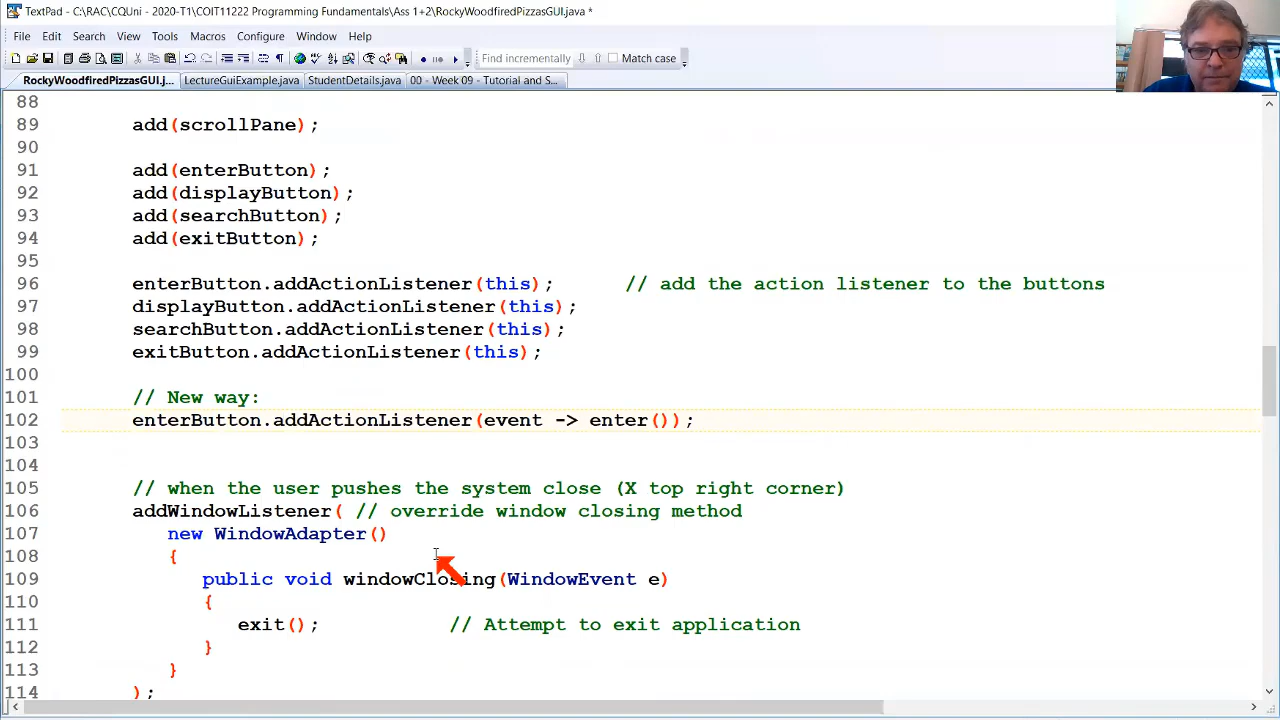 TextPad - C:\RAC\CQUni - 2020-T1\COIT11222 Programming Fundamentals\Ass 1+2\RockyWoodfiredPizzasGUI.java *
File Edit Search View Tools Macros Configure Window Help
Find incrementally Match case
RockyWoodfiredPizzasGUI.j... LectureGuiExample.java StudentDetails.java 00 - Week 09 - Tutorial and S...
88
89 add(scrollPane);
90
91 add(enterButton);
92 add(displayButton);
93 add(searchButton);
94 add(exitButton);
95
96 enterButton.addActionListener(this); // add the action listener to the buttons
97 displayButton.addActionListener(this);
98 searchButton.addActionListener(this);
99 exitButton.addActionListener(this);
100
101 // New way:
102 enterButton.addActionListener(event -> enter());
103
104
105 // when the user pushes the system close (X top right corner)
106 addWindowListener( // override window closing method
107 new WindowAdapter()
108 {
109 public void windowClosing(WindowEvent e)
110 {
111 exit(); // Attempt to exit application
112 }
113 }
114 );